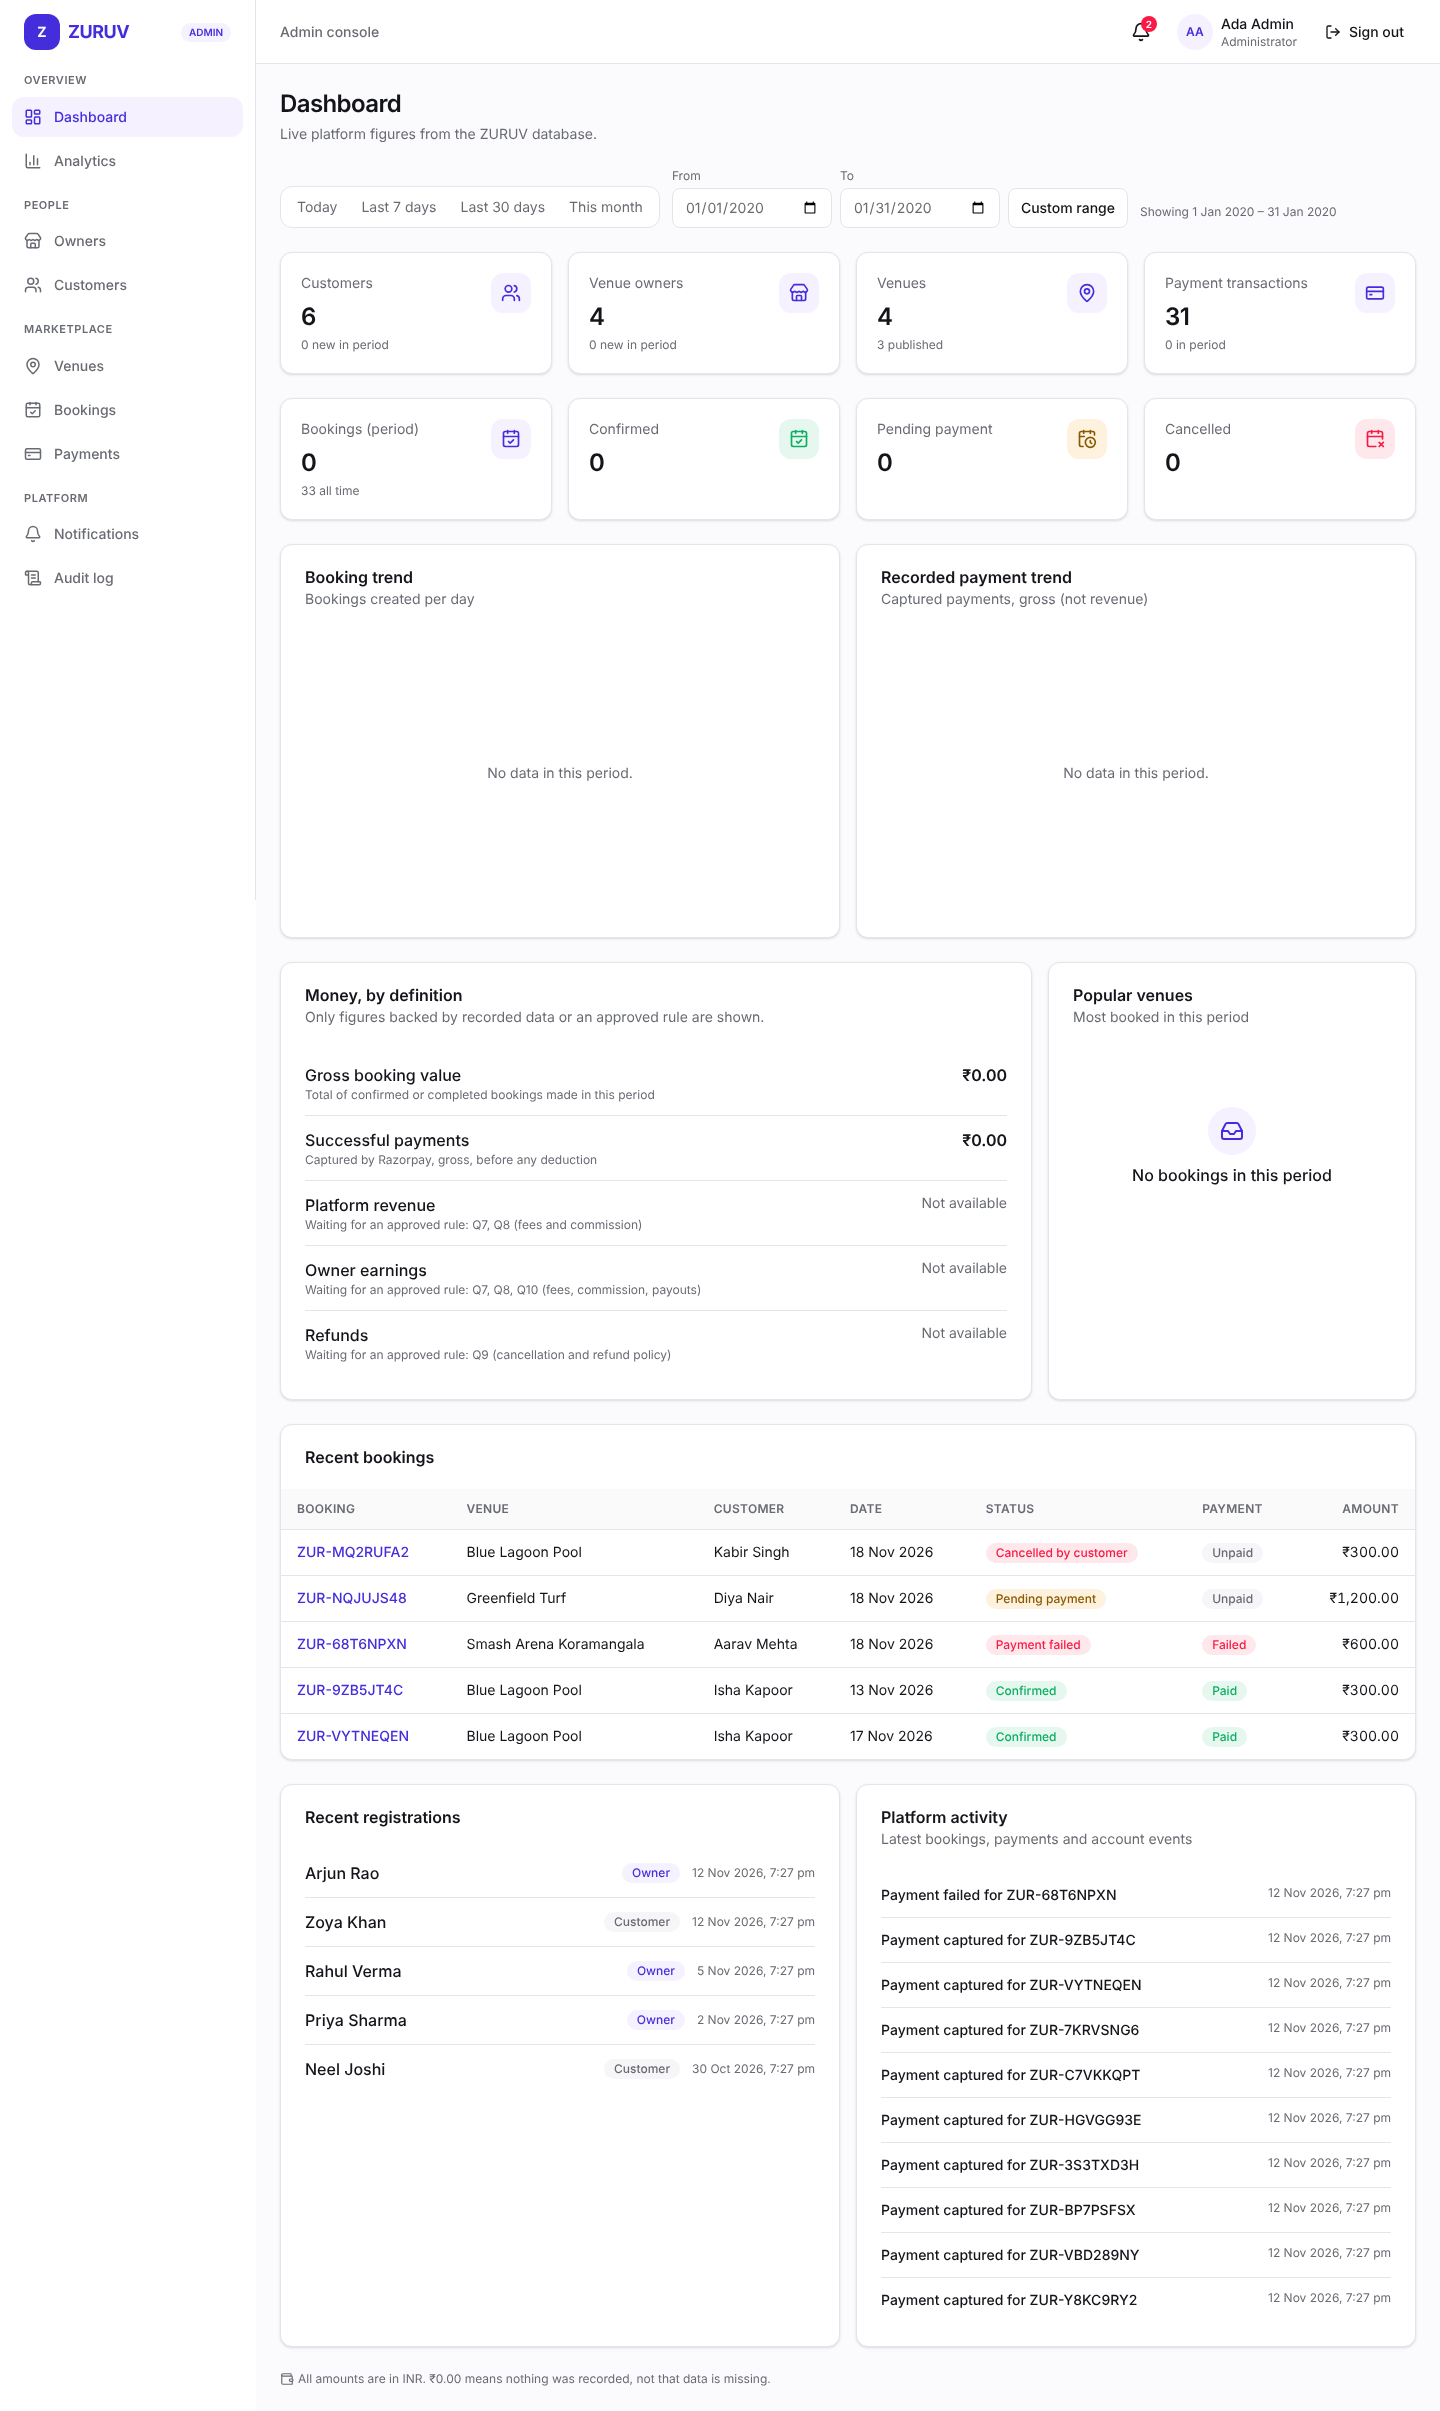 Z ZURUV ADMIN
OVERVIEW
Dashboard
Analytics
PEOPLE
Owners
Customers
MARKETPLACE
Venues
Bookings
Payments
PLATFORM
Notifications
Audit log
Admin console
2
AA
Ada Admin
Administrator
Sign out
Dashboard
Live platform figures from the ZURUV database.
Today Last 7 days Last 30 days This month
From
01/01/2020
To
01/31/2020
Custom range
Showing 1 Jan 2020 – 31 Jan 2020
Customers
6
0 new in period
Venue owners
4
0 new in period
Venues
4
3 published
Payment transactions
31
0 in period
Bookings (period)
0
33 all time
Confirmed
0
Pending payment
0
Cancelled
0
Booking trend
Bookings created per day
No data in this period.
Recorded payment trend
Captured payments, gross (not revenue)
No data in this period.
Money, by definition
Only figures backed by recorded data or an approved rule are shown.
Gross booking value ₹0.00
Total of confirmed or completed bookings made in this period
Successful payments ₹0.00
Captured by Razorpay, gross, before any deduction
Platform revenue Not available
Waiting for an approved rule: Q7, Q8 (fees and commission)
Owner earnings Not available
Waiting for an approved rule: Q7, Q8, Q10 (fees, commission, payouts)
Refunds Not available
Waiting for an approved rule: Q9 (cancellation and refund policy)
Popular venues
Most booked in this period
No bookings in this period
Recent bookings
BOOKING VENUE CUSTOMER DATE STATUS PAYMENT AMOUNT
ZUR-MQ2RUFA2 Blue Lagoon Pool Kabir Singh 18 Nov 2026 Cancelled by customer Unpaid ₹300.00
ZUR-NQJUJS48 Greenfield Turf Diya Nair 18 Nov 2026 Pending payment Unpaid ₹1,200.00
ZUR-68T6NPXN Smash Arena Koramangala Aarav Mehta 18 Nov 2026 Payment failed Failed ₹600.00
ZUR-9ZB5JT4C Blue Lagoon Pool Isha Kapoor 13 Nov 2026 Confirmed Paid ₹300.00
ZUR-VYTNEQEN Blue Lagoon Pool Isha Kapoor 17 Nov 2026 Confirmed Paid ₹300.00
Recent registrations
Arjun Rao Owner 12 Nov 2026, 7:27 pm
Zoya Khan Customer 12 Nov 2026, 7:27 pm
Rahul Verma Owner 5 Nov 2026, 7:27 pm
Priya Sharma Owner 2 Nov 2026, 7:27 pm
Neel Joshi Customer 30 Oct 2026, 7:27 pm
Platform activity
Latest bookings, payments and account events
Payment failed for ZUR-68T6NPXN 12 Nov 2026, 7:27 pm
Payment captured for ZUR-9ZB5JT4C 12 Nov 2026, 7:27 pm
Payment captured for ZUR-VYTNEQEN 12 Nov 2026, 7:27 pm
Payment captured for ZUR-7KRVSNG6 12 Nov 2026, 7:27 pm
Payment captured for ZUR-C7VKKQPT 12 Nov 2026, 7:27 pm
Payment captured for ZUR-HGVGG93E 12 Nov 2026, 7:27 pm
Payment captured for ZUR-3S3TXD3H 12 Nov 2026, 7:27 pm
Payment captured for ZUR-BP7PSFSX 12 Nov 2026, 7:27 pm
Payment captured for ZUR-VBD289NY 12 Nov 2026, 7:27 pm
Payment captured for ZUR-Y8KC9RY2 12 Nov 2026, 7:27 pm
All amounts are in INR. ₹0.00 means nothing was recorded, not that data is missing.